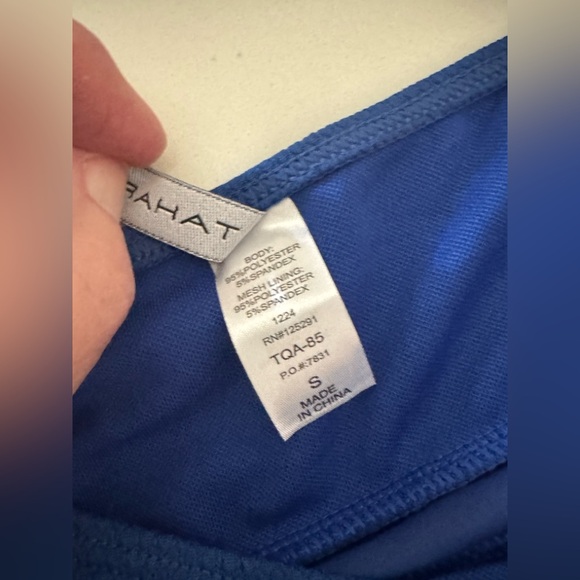 RAHAT
BODY:
95%POLYESTER
5%SPANDEX
MESH LINING:
95%POLYESTER
5%SPANDEX
1224
RN#125291
TQA-85
P.O.#:7831
S
MADE
IN CHINA